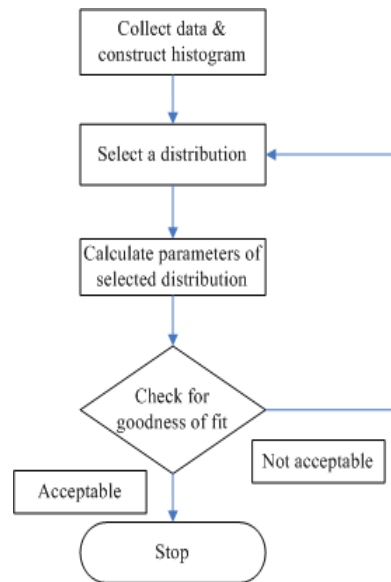 Collect data &
construct histogram
Select a distribution
Calculate parameters of
selected distribution
Check for
goodness of fit
Not acceptable
Acceptable
Stop